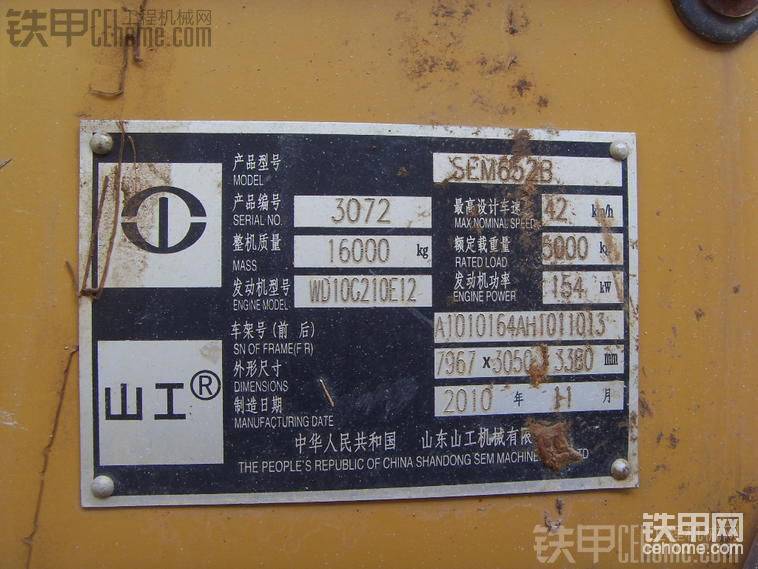 铁甲工程机械网
Cehome.com
产品型号 SEM652B
MODEL
产品编号 3072 最高设计车速 42 km/h
SERIAL NO. MAX NOMINAL SPEED
整机质量 16000 kg 额定载重量 5000 kg
MASS RATED LOAD
发动机型号 WD10G210E12 发动机功率 154 kW
ENGINE MODEL ENGINE POWER
车架号(前 后) A1010164AH1011013
SN OF FRAME(F R)
外形尺寸 7967 x 3050 3380 mm
DIMENSIONS
制造日期 2010 年 11 月
MANUFACTURING DATE
山工®
中华人民共和国 山东山工机械有限
THE PEOPLE'S REPUBLIC OF CHINA SHANDONG SEM MACHINE LTD
铁甲网
cehome.com